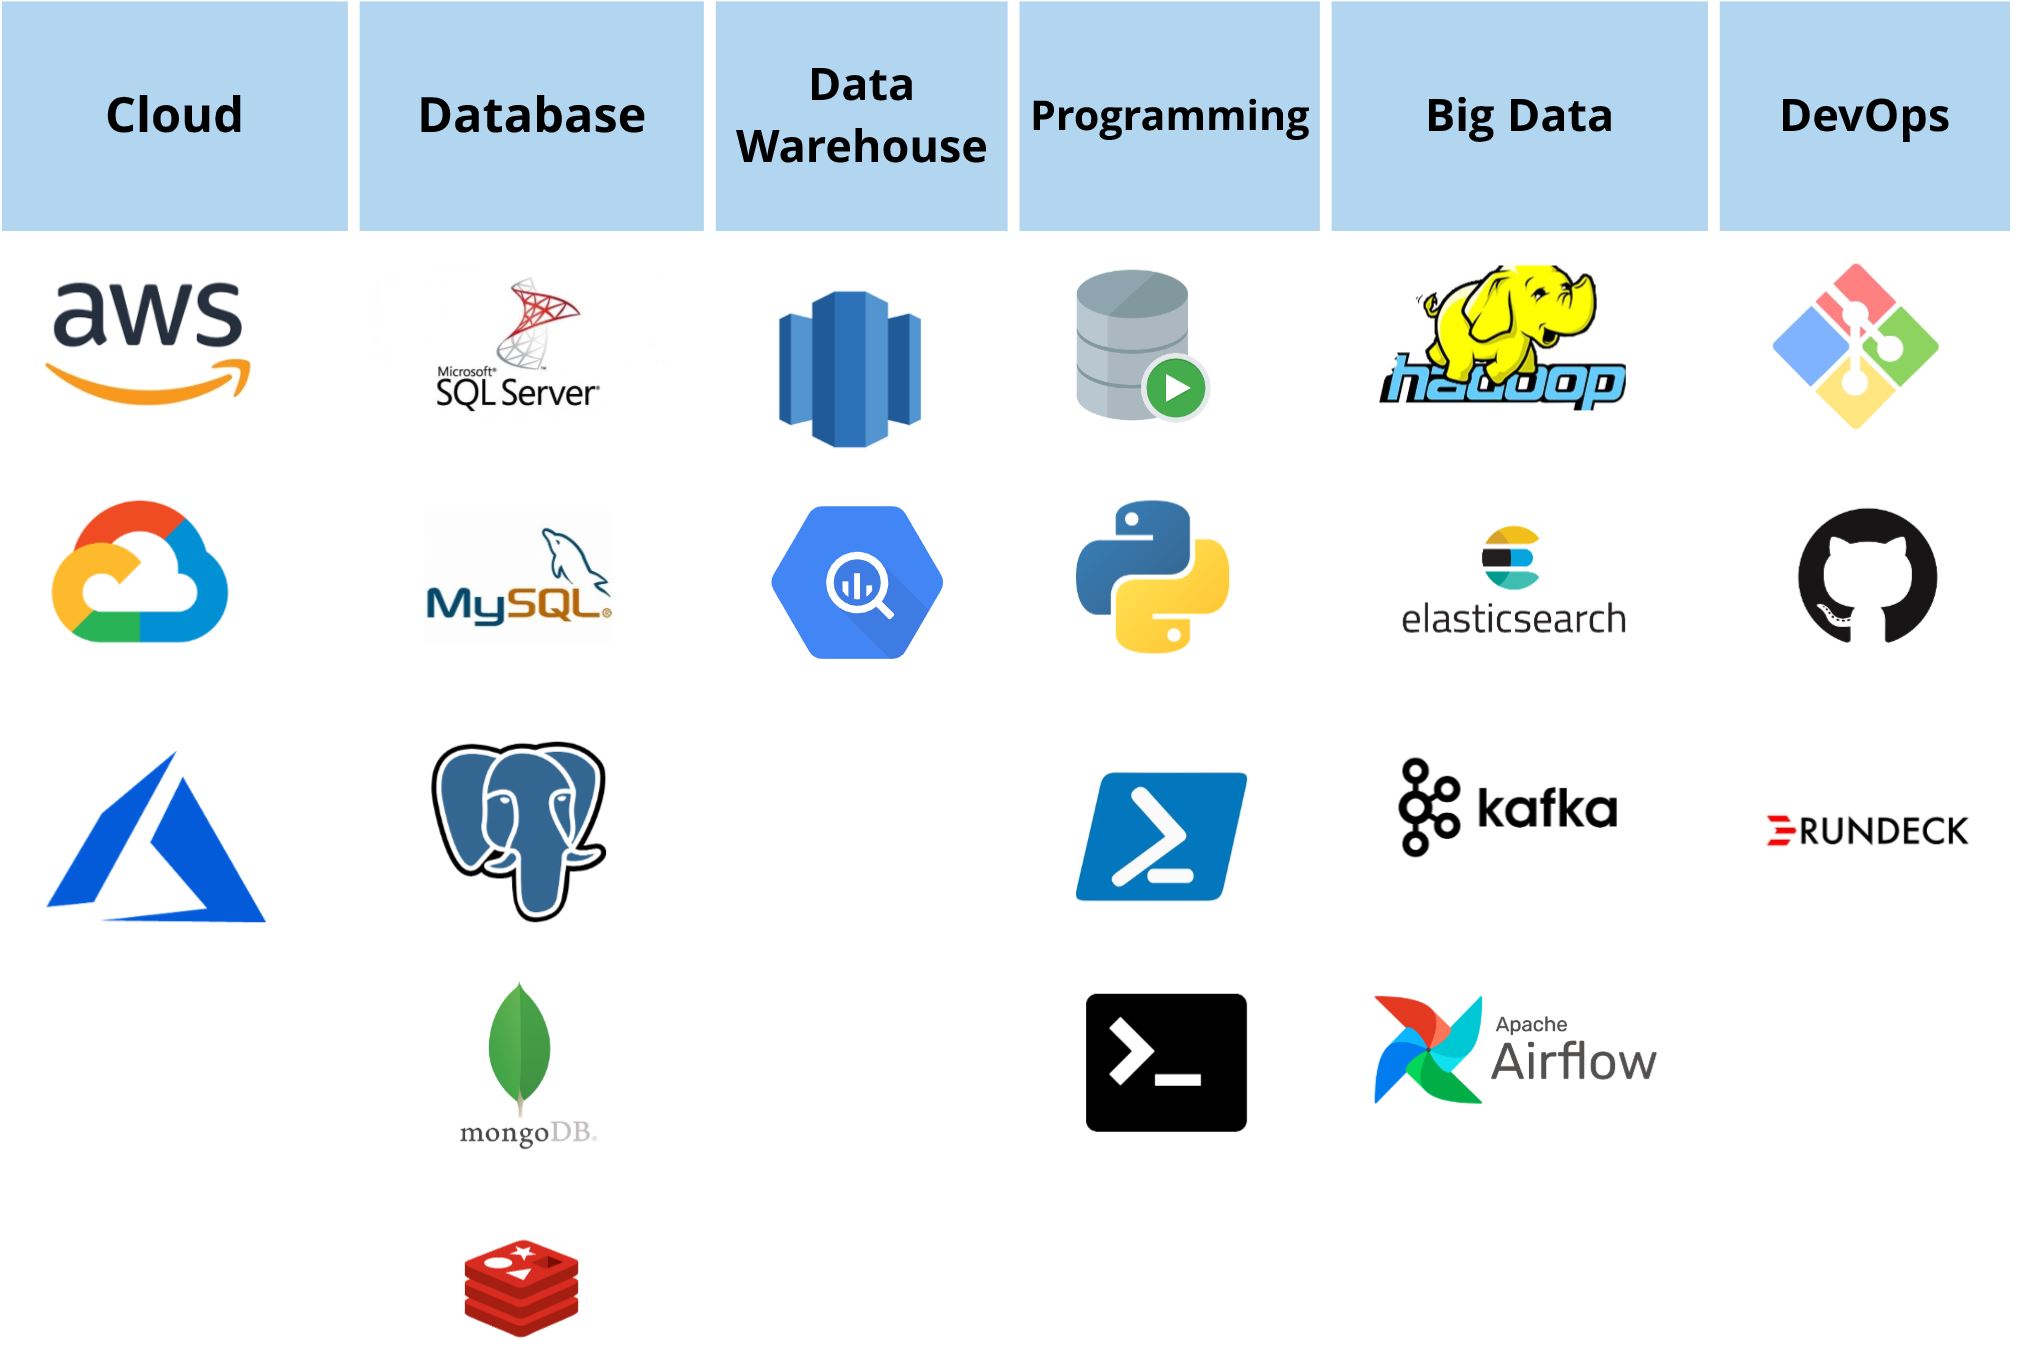 Cloud
Database
Data
Warehouse
Programming
Big Data
DevOps
aws
Microsoft®
SQL Server®
hadoop
MySQL®
elasticsearch
kafka
RUNDECK
mongoDB®
Apache
Airflow